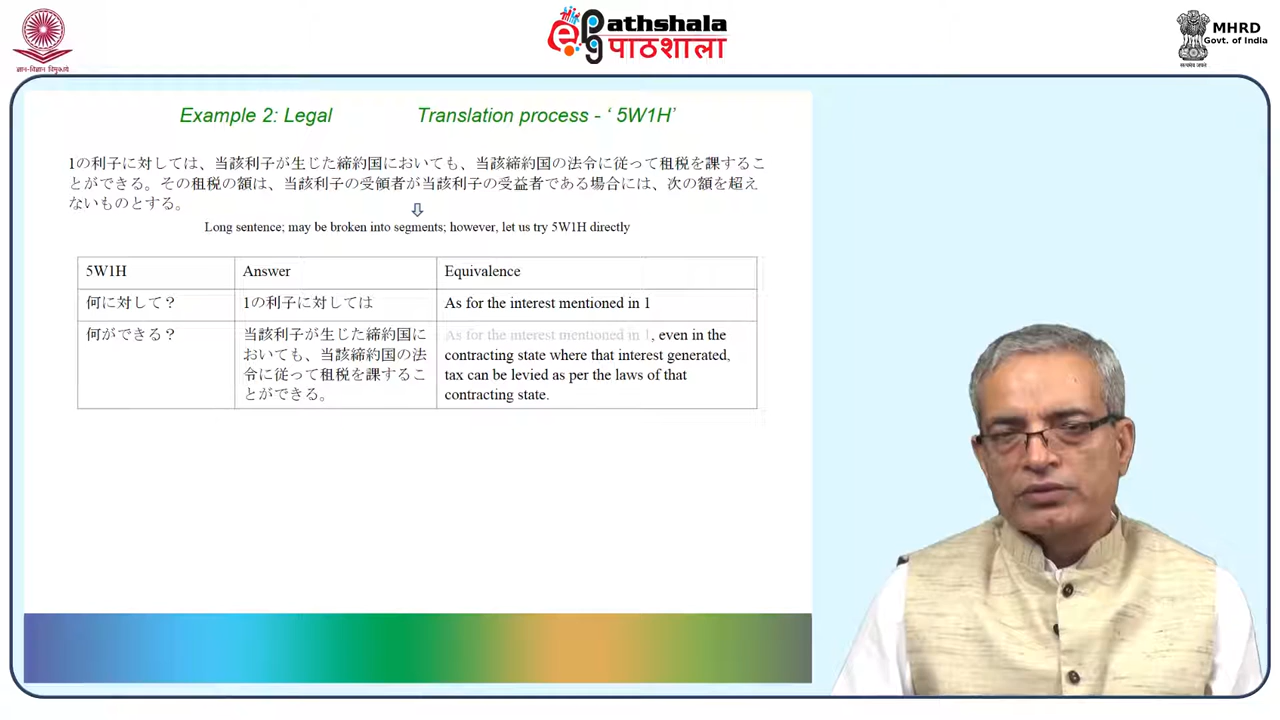 ज्ञान-विज्ञान विमुक्तये
ePathshala
पाठशाला
MHRD
Govt. of India
सत्यमेव जयते
Example 2: Legal Translation process - ‘ 5W1H’
1の利子に対しては、当該利子が生じた締約国においても、当該締約国の法令に従って租税を課するこ
とができる。その租税の額は、当該利子の受領者が当該利子の受益者である場合には、次の額を超え
ないものとする。
Long sentence; may be broken into segments; however, let us try 5W1H directly
5W1H Answer Equivalence
何に対して？ 1の利子に対しては As for the interest mentioned in 1
何ができる？ 当該利子が生じた締約国に As for the interest mentioned in 1, even in the
おいても、当該締約国の法 contracting state where that interest generated,
令に従って租税を課するこ tax can be levied as per the laws of that
とができる。 contracting state.